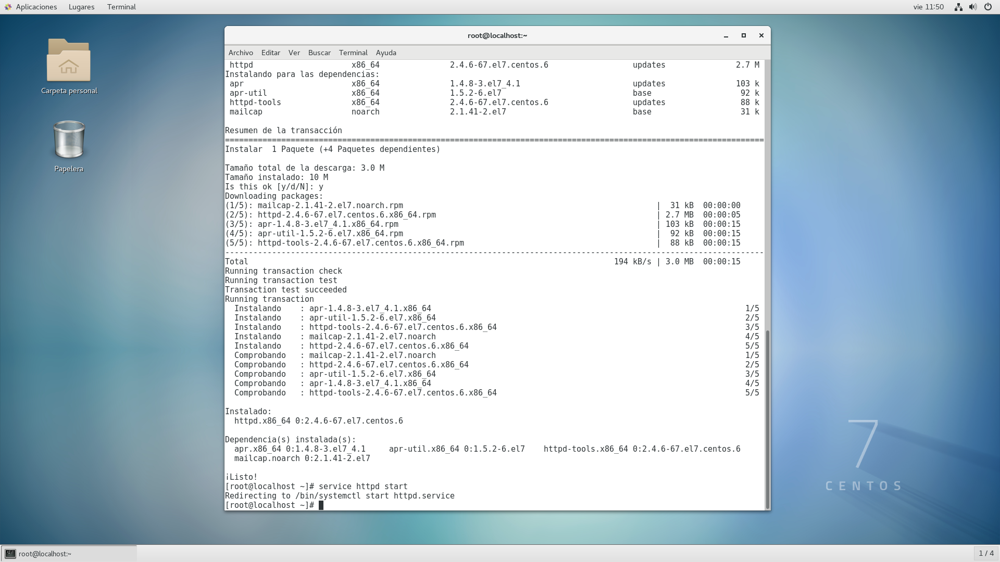 Aplicaciones Lugares Terminal vie 11:50
Carpeta personal
Papelera
root@localhost:~
Archivo Editar Ver Buscar Terminal Ayuda
httpd x86_64 2.4.6-67.el7.centos.6 updates 2.7 M
Instalando para las dependencias:
apr x86_64 1.4.8-3.el7_4.1 updates 103 k
apr-util x86_64 1.5.2-6.el7 base 92 k
httpd-tools x86_64 2.4.6-67.el7.centos.6 updates 88 k
mailcap noarch 2.1.41-2.el7 base 31 k
Resumen de la transacción
===================================================================================================================
Instalar  1 Paquete (+4 Paquetes dependientes)
Tamaño total de la descarga: 3.0 M
Tamaño instalado: 10 M
Is this ok [y/d/N]: y
Downloading packages:
(1/5): mailcap-2.1.41-2.el7.noarch.rpm | 31 kB 00:00:00
(2/5): httpd-2.4.6-67.el7.centos.6.x86_64.rpm | 2.7 MB 00:00:05
(3/5): apr-1.4.8-3.el7_4.1.x86_64.rpm | 103 kB 00:00:15
(4/5): apr-util-1.5.2-6.el7.x86_64.rpm | 92 kB 00:00:15
(5/5): httpd-tools-2.4.6-67.el7.centos.6.x86_64.rpm | 88 kB 00:00:15
-------------------------------------------------------------------------------------------------------------------
Total 194 kB/s | 3.0 MB 00:00:15
Running transaction check
Running transaction test
Transaction test succeeded
Running transaction
Instalando : apr-1.4.8-3.el7_4.1.x86_64 1/5
Instalando : apr-util-1.5.2-6.el7.x86_64 2/5
Instalando : httpd-tools-2.4.6-67.el7.centos.6.x86_64 3/5
Instalando : mailcap-2.1.41-2.el7.noarch 4/5
Instalando : httpd-2.4.6-67.el7.centos.6.x86_64 5/5
Comprobando : mailcap-2.1.41-2.el7.noarch 1/5
Comprobando : httpd-2.4.6-67.el7.centos.6.x86_64 2/5
Comprobando : apr-util-1.5.2-6.el7.x86_64 3/5
Comprobando : apr-1.4.8-3.el7_4.1.x86_64 4/5
Comprobando : httpd-tools-2.4.6-67.el7.centos.6.x86_64 5/5
Instalado:
httpd.x86_64 0:2.4.6-67.el7.centos.6
Dependencia(s) instalada(s):
apr.x86_64 0:1.4.8-3.el7_4.1 apr-util.x86_64 0:1.5.2-6.el7 httpd-tools.x86_64 0:2.4.6-67.el7.centos.6
mailcap.noarch 0:2.1.41-2.el7
¡Listo!
[root@localhost ~]# service httpd start
Redirecting to /bin/systemctl start httpd.service
[root@localhost ~]#
7
CENTOS
root@localhost:~ 1 / 4